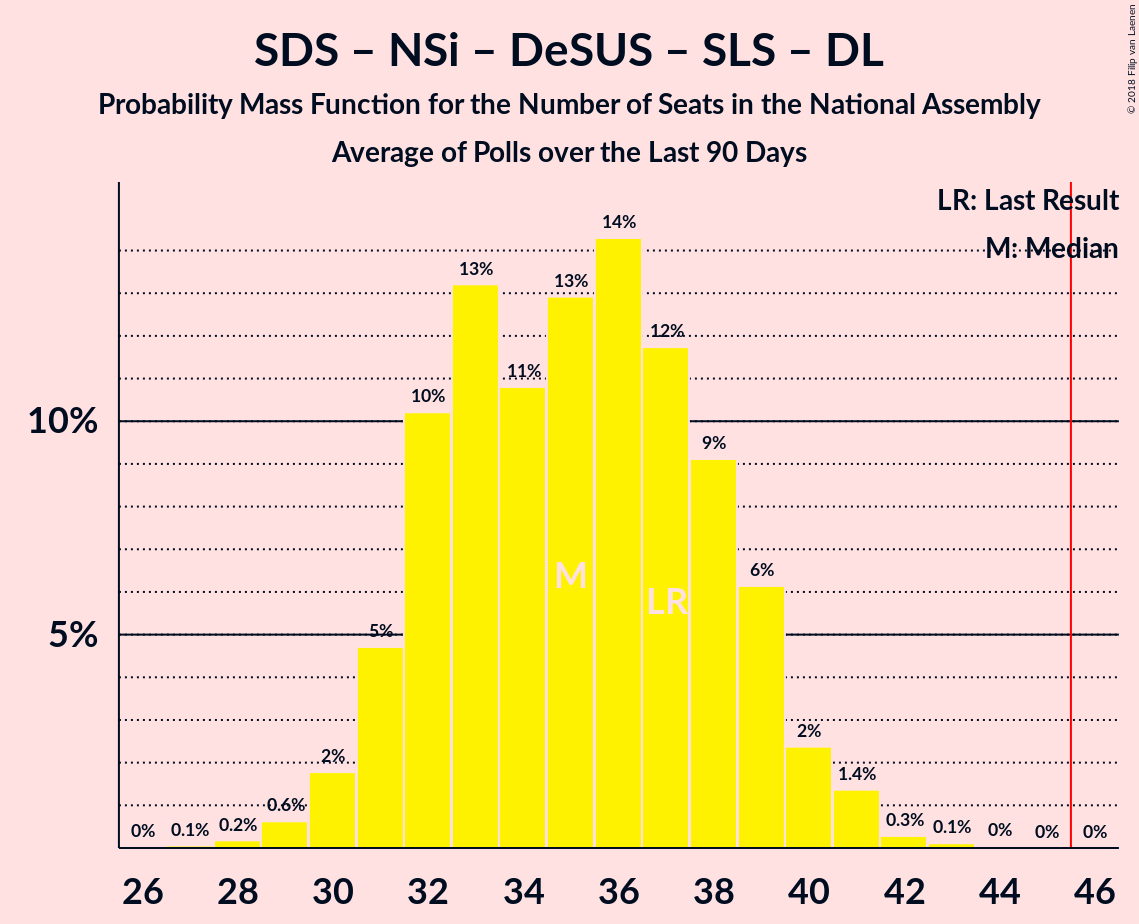 SDS – NSi – DeSUS – SLS – DL
Probability Mass Function for the Number of Seats in the National Assembly
Average of Polls over the Last 90 Days
© 2018 Filip van Laenen
LR: Last Result
M: Median
14%
13%
13%
12%
11%
10%
10%
9%
M
LR
6%
5%
5%
2%
2%
1.4%
0.6%
0.3%
0.2%
0.1%
0.1%
0%
0%
0%
0%
26 28 30 32 34 36 38 40 42 44 46